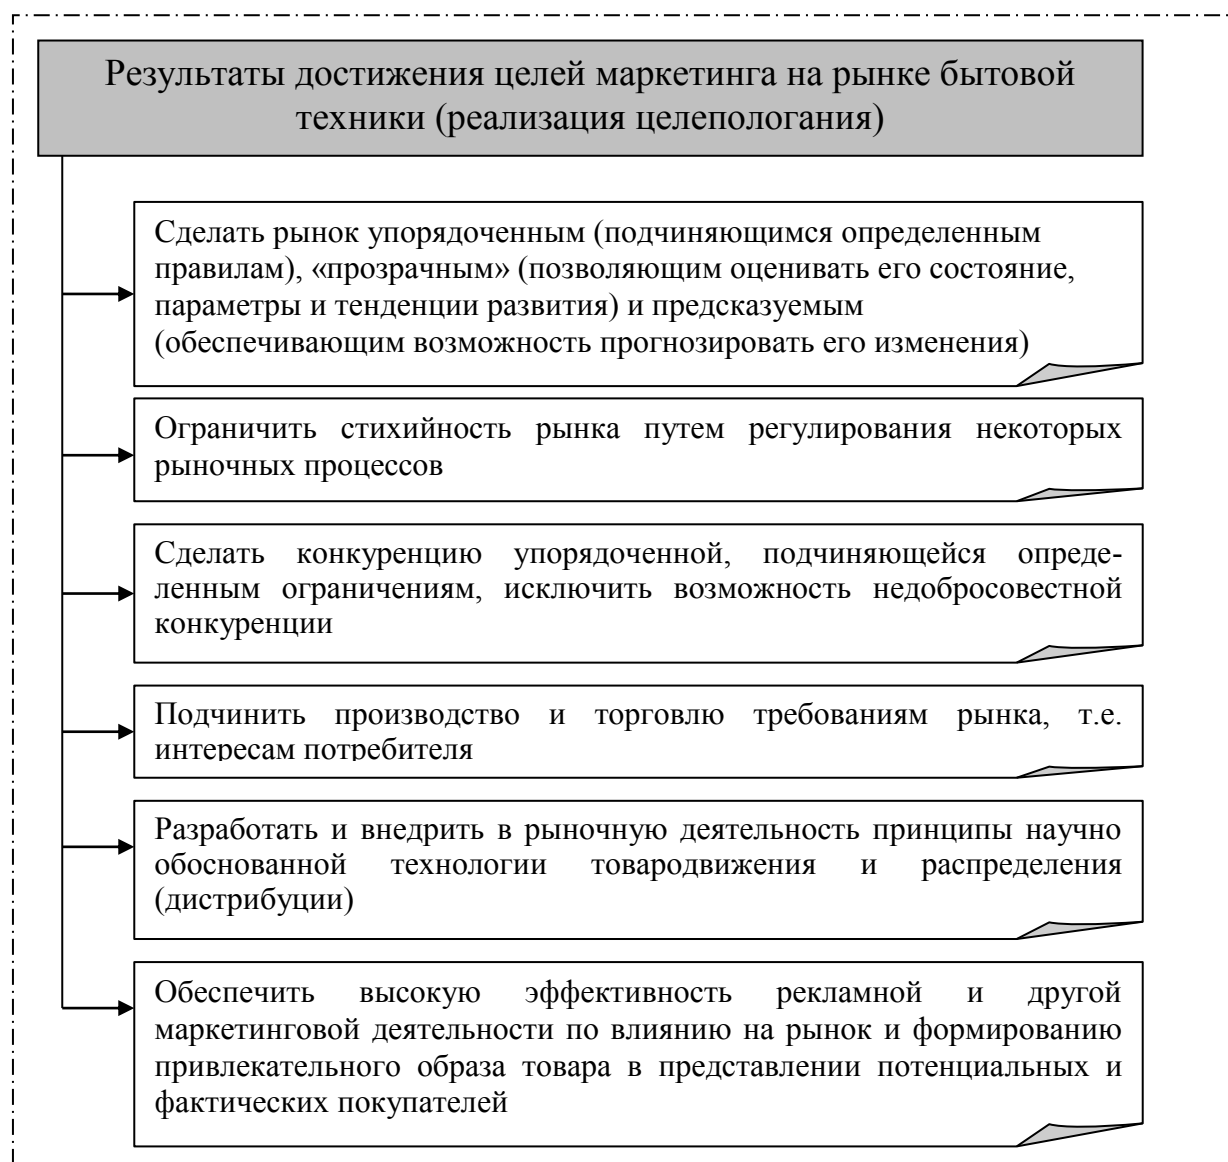 Результаты достижения целей маркетинга на рынке бытовой
техники (реализация целепологания)
Сделать рынок упорядоченным (подчиняющимся определенным
правилам), «прозрачным» (позволяющим оценивать его состояние,
параметры и тенденции развития) и предсказуемым
(обеспечивающим возможность прогнозировать его изменения)
Ограничить стихийность рынка путем регулирования некоторых
рыночных процессов
Сделать конкуренцию упорядоченной, подчиняющейся опреде-
ленным ограничениям, исключить возможность недобросовестной
конкуренции
Подчинить производство и торговлю требованиям рынка, т.е.
интересам потребителя
Разработать и внедрить в рыночную деятельность принципы научно
обоснованной технологии товародвижения и распределения
(дистрибуции)
Обеспечить высокую эффективность рекламной и другой
маркетинговой деятельности по влиянию на рынок и формированию
привлекательного образа товара в представлении потенциальных и
фактических покупателей